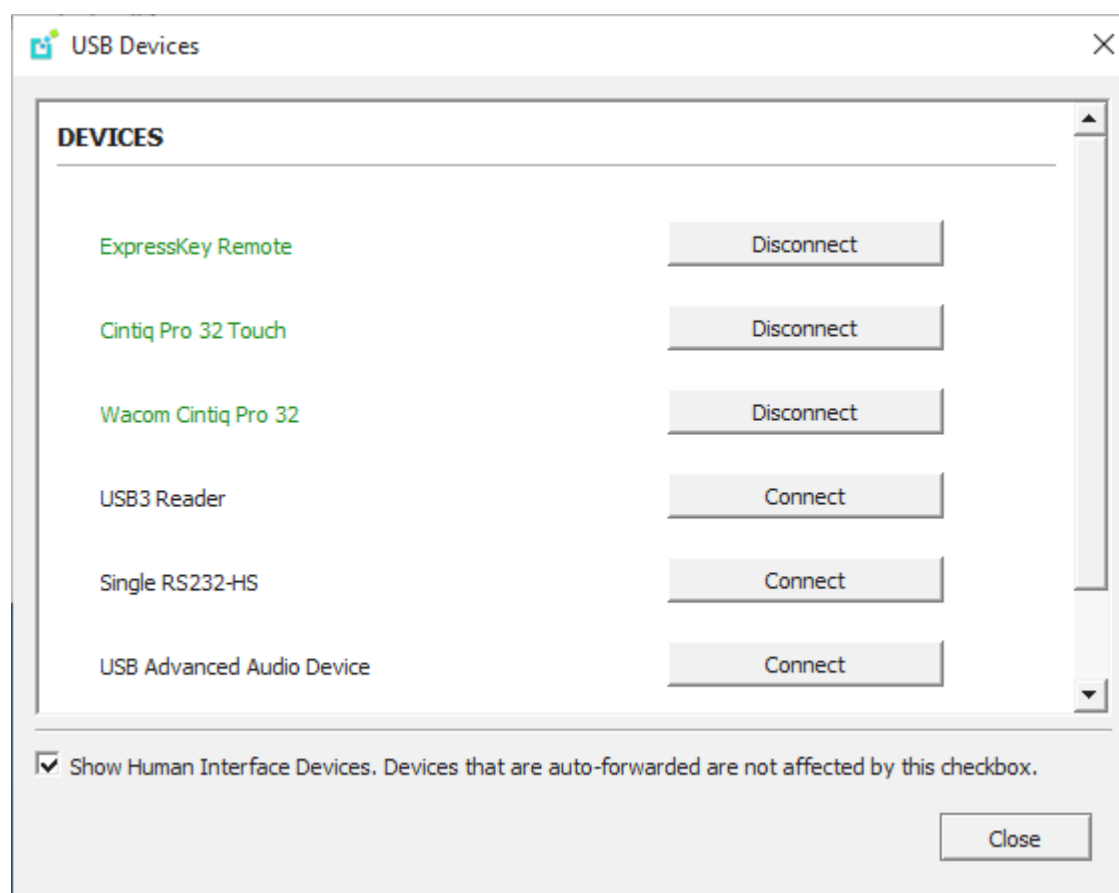 USB Devices
DEVICES
ExpressKey Remote Disconnect
Cintiq Pro 32 Touch Disconnect
Wacom Cintiq Pro 32 Disconnect
USB3 Reader Connect
Single RS232-HS Connect
USB Advanced Audio Device Connect
Show Human Interface Devices. Devices that are auto-forwarded are not affected by this checkbox.
Close